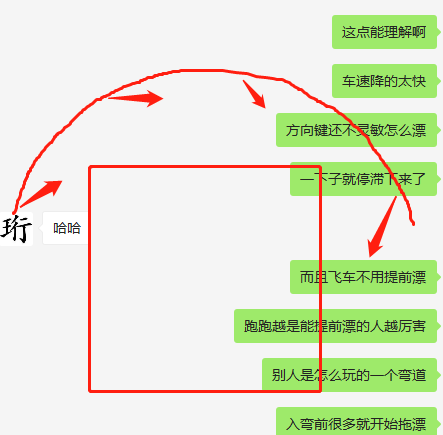 这点能理解啊
车速降的太快
方向键还不灵敏怎么漂
一下子就停滞下来了
珩
哈哈
而且飞车不用提前漂
跑跑越是能提前漂的人越厉害
别人是怎么玩的一个弯道
入弯前很多就开始拖漂